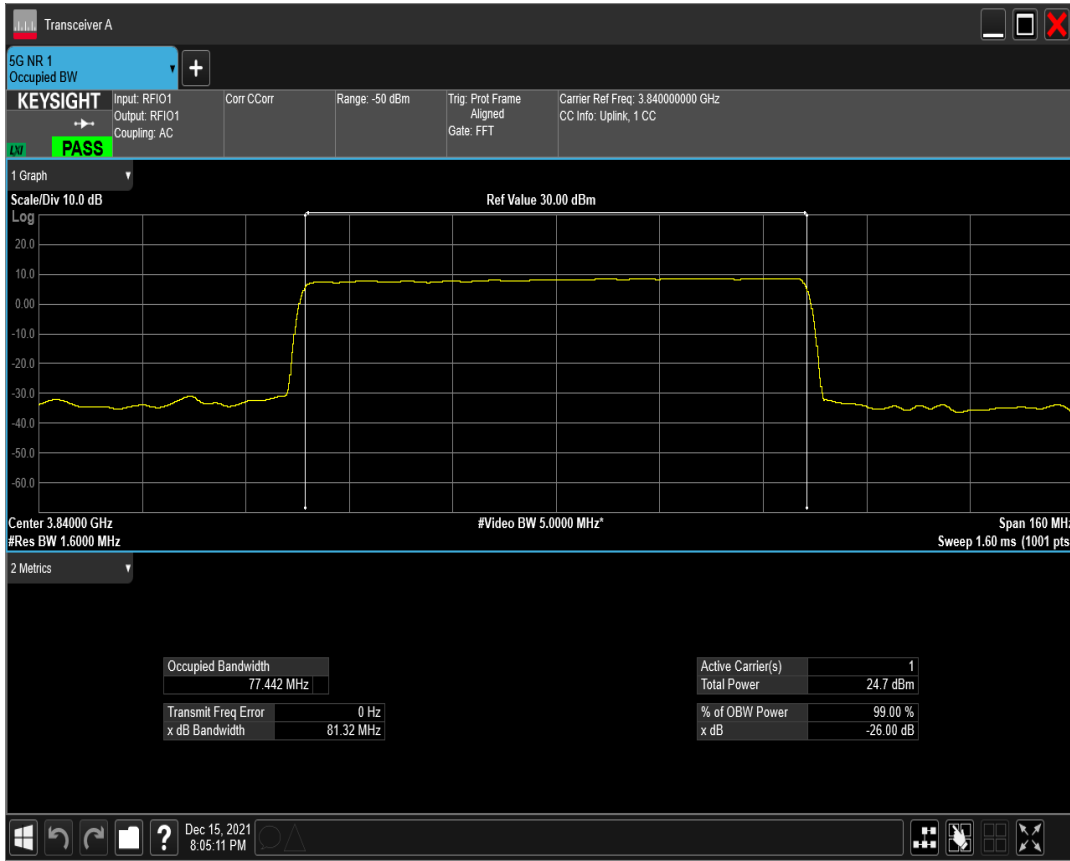 Transceiver A
5G NR 1
Occupied BW
KEYSIGHT
LXI PASS
Input: RFIO1
Output: RFIO1
Coupling: AC
Corr CCorr
Range: -50 dBm
Trig: Prot Frame
Aligned
Gate: FFT
Carrier Ref Freq: 3.840000000 GHz
CC Info: Uplink, 1 CC
1 Graph
Scale/Div 10.0 dB
Ref Value 30.00 dBm
Log
20.0
10.0
0.00
-10.0
-20.0
-30.0
-40.0
-50.0
-60.0
Center 3.84000 GHz
#Video BW 5.0000 MHz*
Span 160 MHz
#Res BW 1.6000 MHz
Sweep 1.60 ms (1001 pts
2 Metrics
Occupied Bandwidth
77.442 MHz
Transmit Freq Error 0 Hz
x dB Bandwidth 81.32 MHz
Active Carrier(s) 1
Total Power 24.7 dBm
% of OBW Power 99.00 %
x dB -26.00 dB
?
Dec 15, 2021
8:05:11 PM